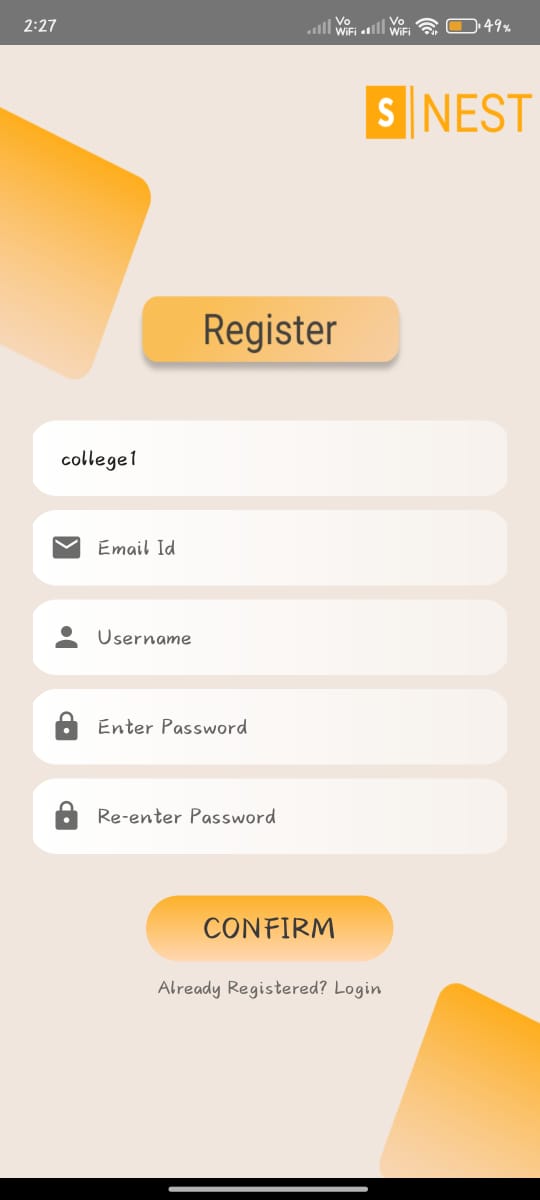 2:27 Vo WiFi Vo WiFi 49%
S NEST
Register
college1
Email Id
Username
Enter Password
Re-enter Password
CONFIRM
Already Registered? Login